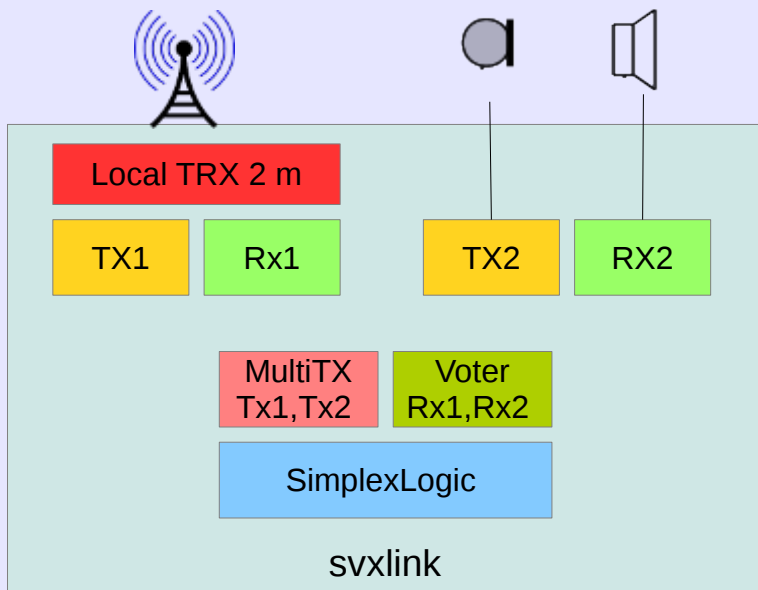 Local TRX 2 m
TX1
Rx1
TX2
RX2
MultiTX
Tx1,Tx2
Voter
Rx1,Rx2
SimplexLogic
svxlink